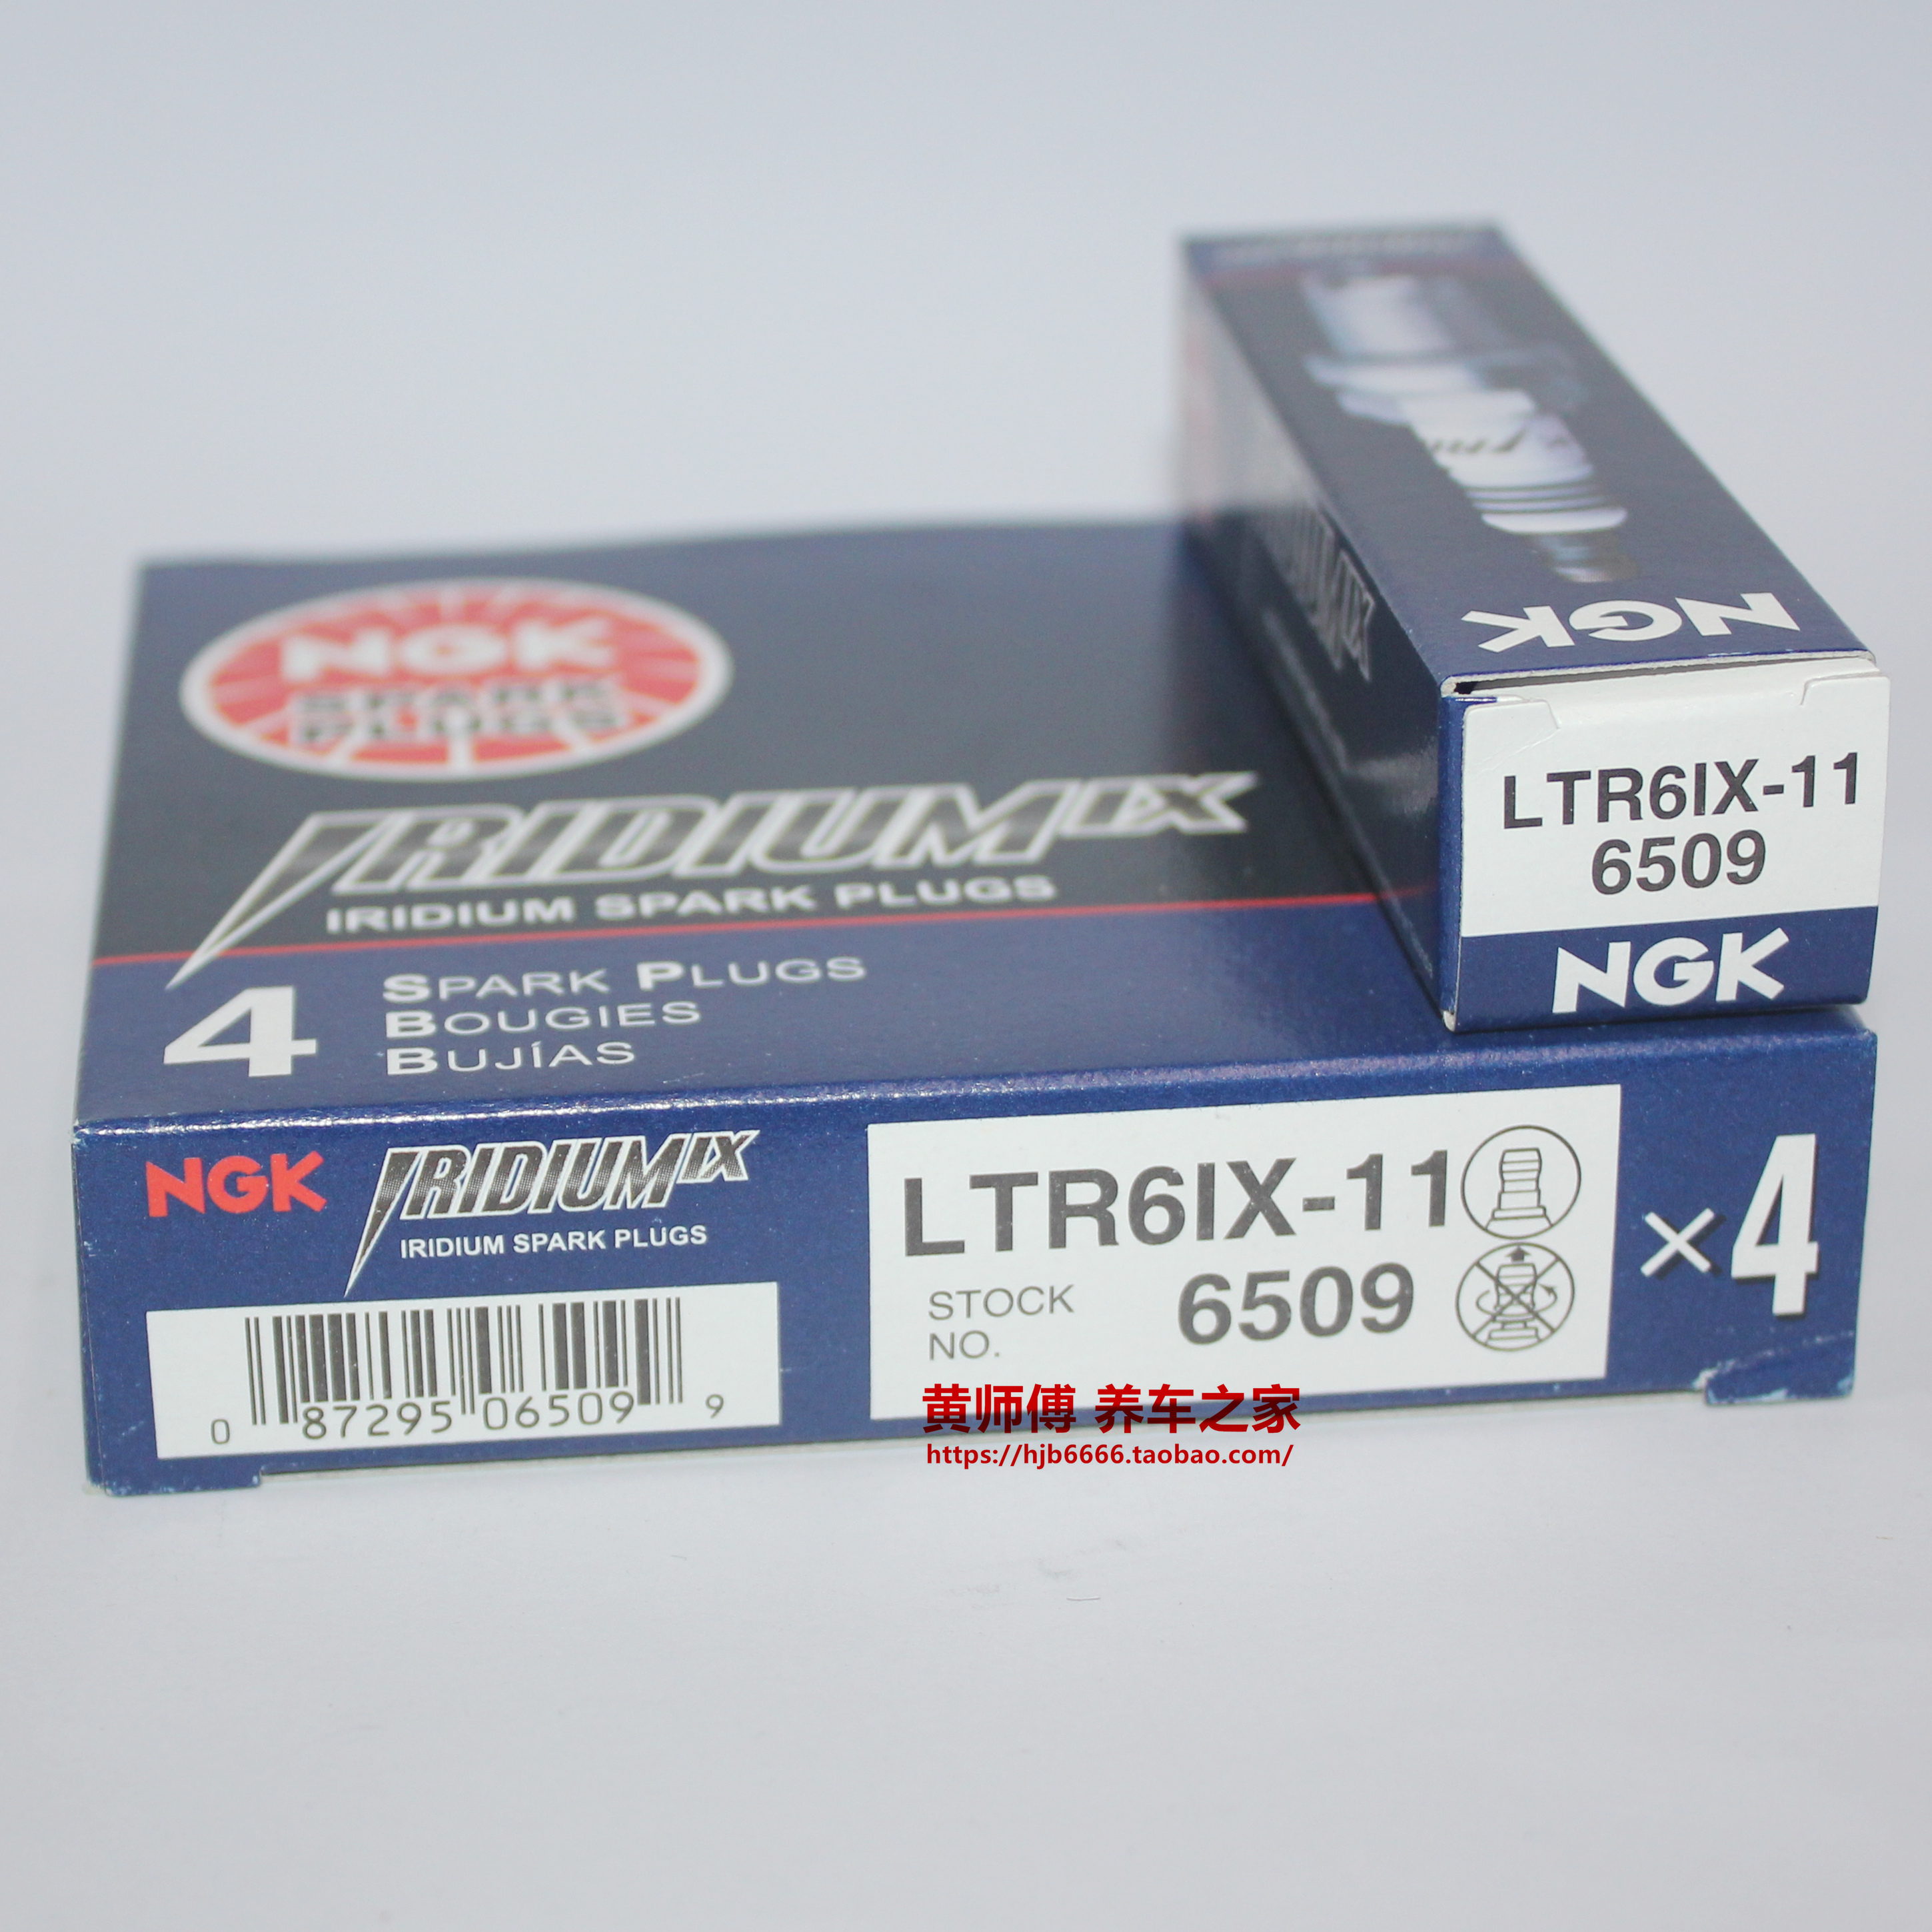 NGK
LTR6IX-11
6509
NGK
NGK
SPARK
PLUGS
IRIDIUM IX
IRIDIUM SPARK PLUGS
4 SPARK PLUGS
BOUGIES
BUJÍAS
NGK IRIDIUM IX
IRIDIUM SPARK PLUGS
0 87295 06509 9
LTR6IX-11
STOCK NO. 6509
×4
黄师傅 养车之家
https://hjb6666.taobao.com/